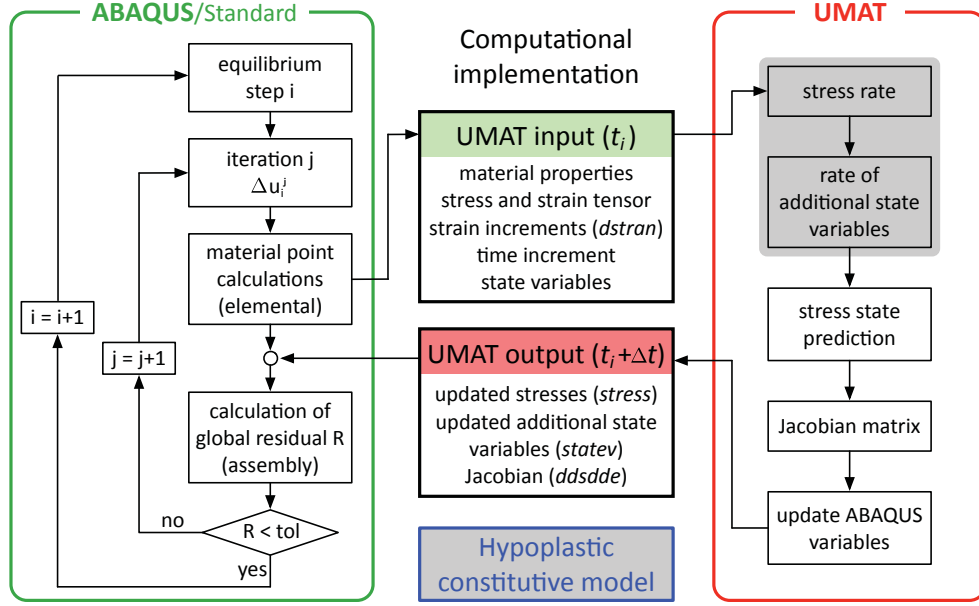 ABAQUS/Standard
equilibrium
step i
iteration j
Δu_i^j
material point
calculations
(elemental)
i = i+1
j = j+1
calculation of
global residual R
(assembly)
R < tol
no
yes
Computational
implementation
UMAT input (t_i)
material properties
stress and strain tensor
strain increments (dstran)
time increment
state variables
UMAT output (t_i+Δt)
updated stresses (stress)
updated additional state
variables (statev)
Jacobian (ddsdde)
Hypoplastic
constitutive model
UMAT
stress rate
rate of
additional state
variables
stress state
prediction
Jacobian matrix
update ABAQUS
variables